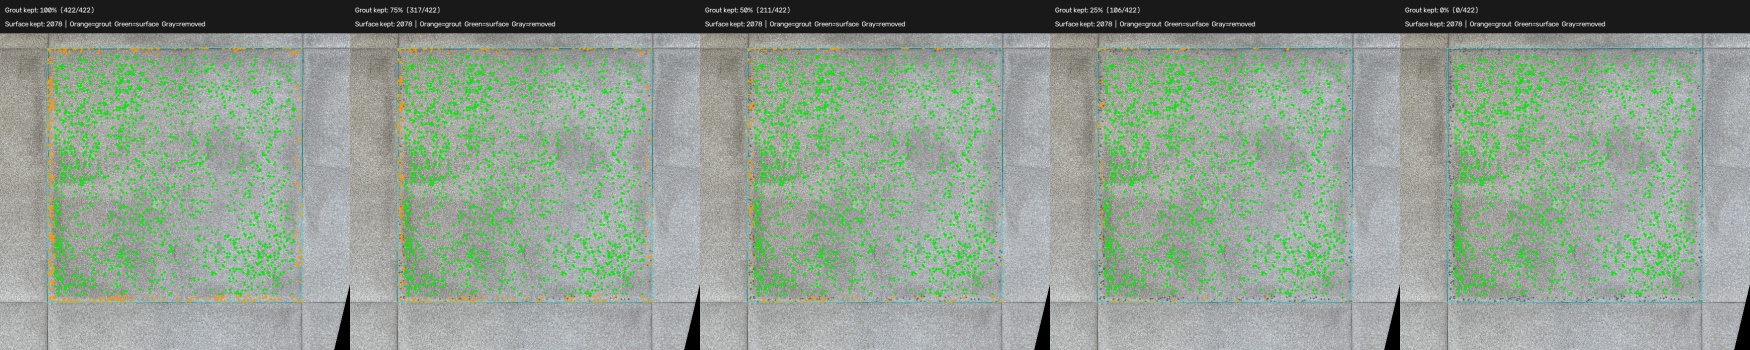 Grout kept: 100% (422/422)
Surface kept: 2078 | Orange=grout Green=surface Gray=removed
Grout kept: 75% (317/422)
Surface kept: 2078 | Orange=grout Green=surface Gray=removed
Grout kept: 50% (211/422)
Surface kept: 2078 | Orange=grout Green=surface Gray=removed
Grout kept: 25% (106/422)
Surface kept: 2078 | Orange=grout Green=surface Gray=removed
Grout kept: 0% (0/422)
Surface kept: 2078 | Orange=grout Green=surface Gray=removed